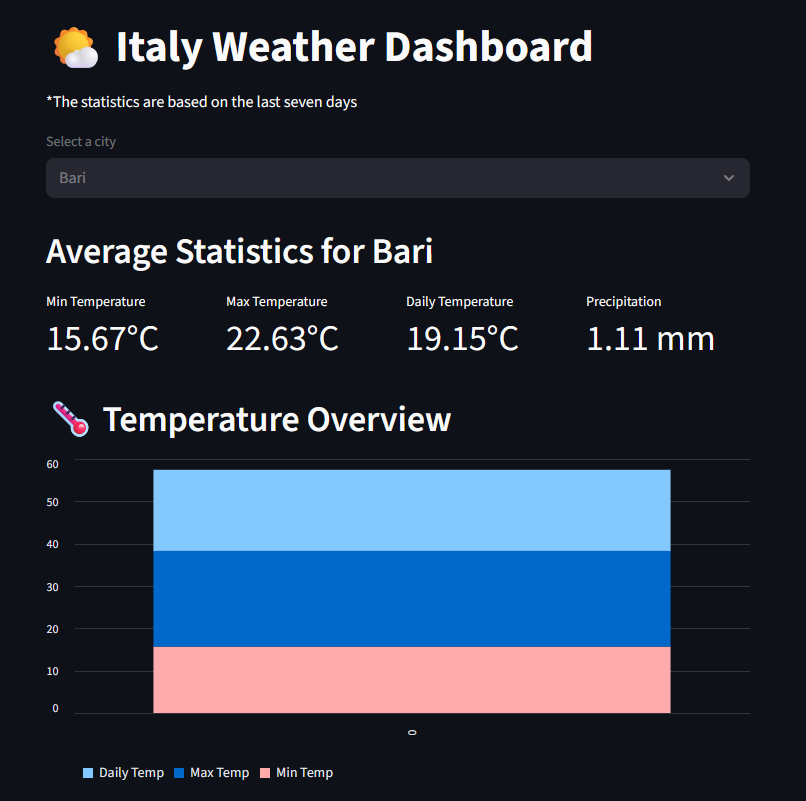 Italy Weather Dashboard
*The statistics are based on the last seven days
Select a city
Bari
Average Statistics for Bari
Min Temperature Max Temperature Daily Temperature Precipitation
15.67°C 22.63°C 19.15°C 1.11 mm
Temperature Overview
60
50
40
30
20
10
0
0
Daily Temp Max Temp Min Temp